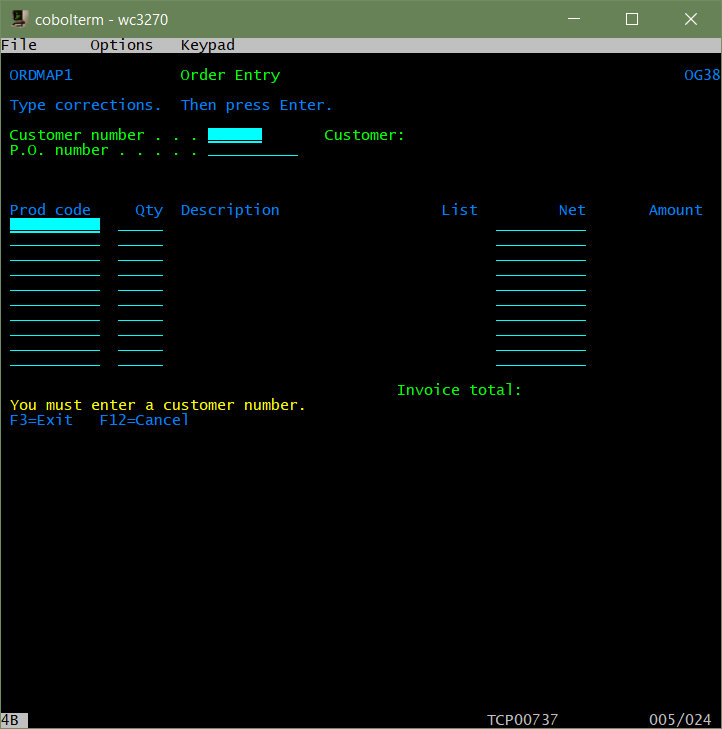 cobolterm - wc3270
File Options Keypad
ORDMAP1 Order Entry OG38
Type corrections. Then press Enter.
Customer number . . . Customer:
P.O. number . . . . .
Prod code Qty Description List Net Amount
Invoice total:
You must enter a customer number.
F3=Exit F12=Cancel
4B TCP00737 005/024